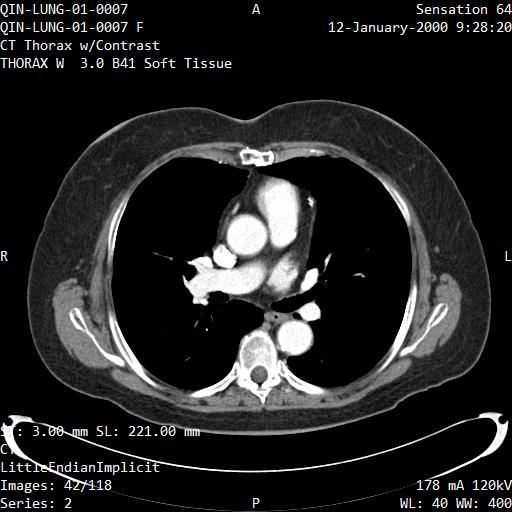 QIN-LUNG-01-0007
A
Sensation 64
QIN-LUNG-01-0007 F
12-January-2000 9:28:20
CT Thorax w/Contrast
THORAX W 3.0 B41 Soft Tissue
R
L
3.00 mm SL: 221.00 mm
LittleEndianImplicit
Images: 42/118
178 mA 120kV
Series: 2
P
WL: 40 WW: 400